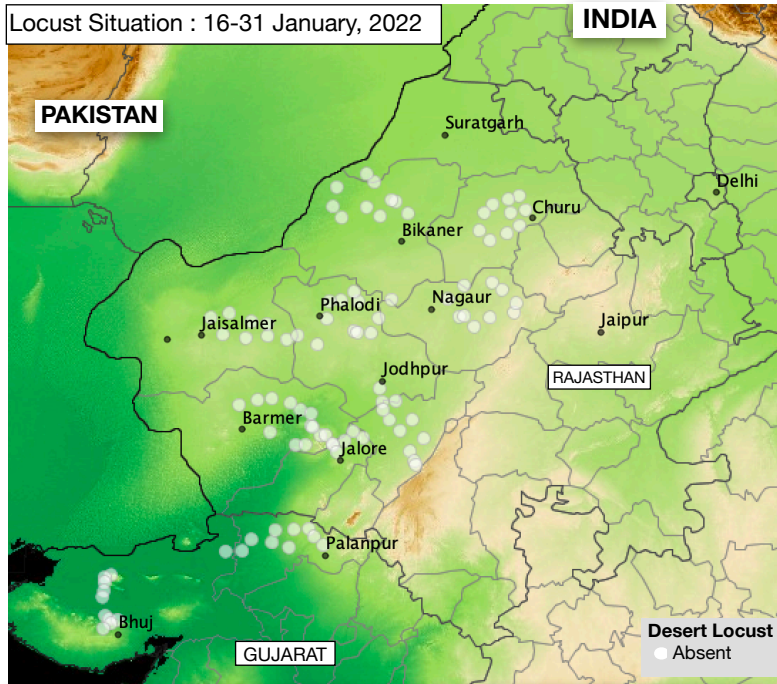 Locust Situation : 16-31 January, 2022
INDIA
PAKISTAN
Suratgarh
Delhi
Churu
Bikaner
Phalodi
Nagaur
Jaisalmer
Jaipur
Jodhpur
RAJASTHAN
Barmer
Jalore
Palanpur
Bhuj
GUJARAT
Desert Locust
Absent